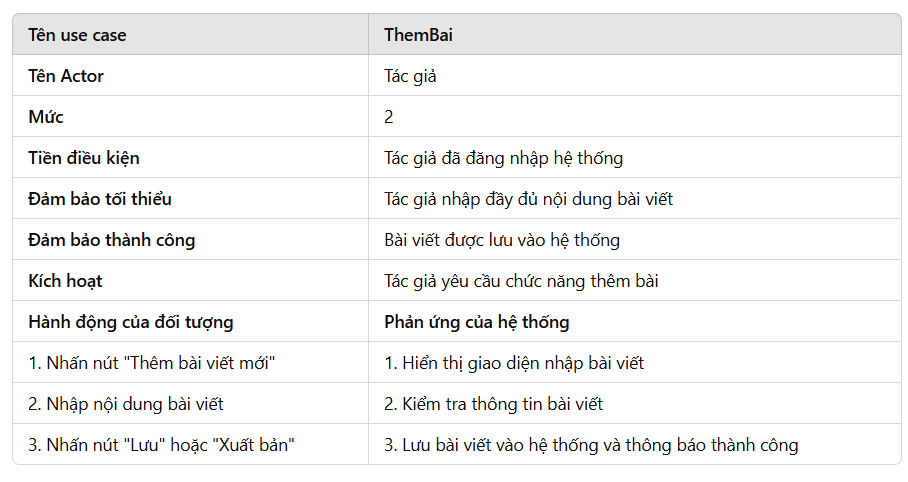 Tên use case ThemBai
Tên Actor Tác giả
Mức 2
Tiền điều kiện Tác giả đã đăng nhập hệ thống
Đảm bảo tối thiểu Tác giả nhập đầy đủ nội dung bài viết
Đảm bảo thành công Bài viết được lưu vào hệ thống
Kích hoạt Tác giả yêu cầu chức năng thêm bài
Hành động của đối tượng Phản ứng của hệ thống
1. Nhấn nút "Thêm bài viết mới" 1. Hiển thị giao diện nhập bài viết
2. Nhập nội dung bài viết 2. Kiểm tra thông tin bài viết
3. Nhấn nút "Lưu" hoặc "Xuất bản" 3. Lưu bài viết vào hệ thống và thông báo thành công